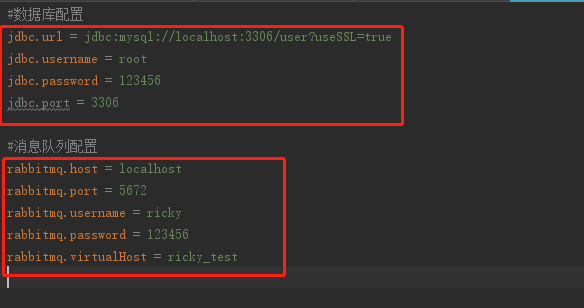 #数据库配置
jdbc.url = jdbc:mysql://localhost:3306/user?useSSL=true
jdbc.username = root
jdbc.password = 123456
jdbc.port = 3306
#消息队列配置
rabbitmq.host = localhost
rabbitmq.port = 5672
rabbitmq.username = ricky
rabbitmq.password = 123456
rabbitmq.virtualHost = ricky_test